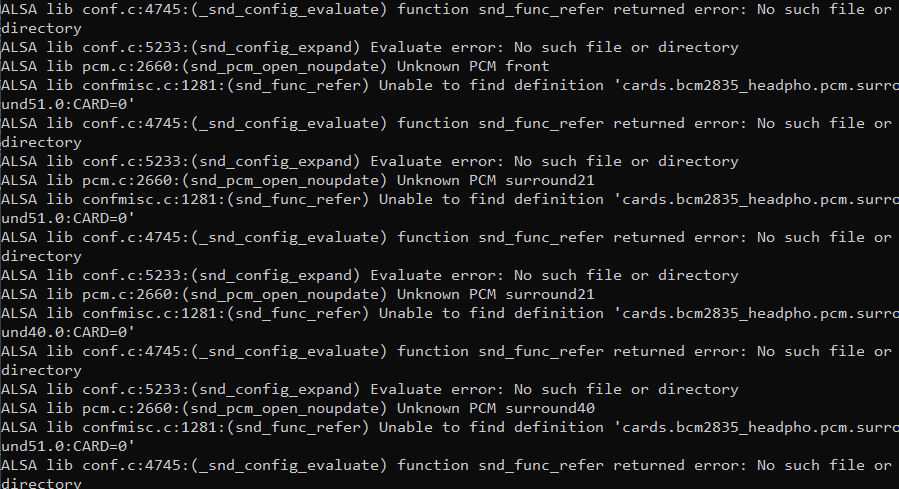 ALSA lib conf.c:4745:(_snd_config_evaluate) function snd_func_refer returned error: No such file or
directory
ALSA lib conf.c:5233:(snd_config_expand) Evaluate error: No such file or directory
ALSA lib pcm.c:2660:(snd_pcm_open_noupdate) Unknown PCM front
ALSA lib confmisc.c:1281:(snd_func_refer) Unable to find definition 'cards.bcm2835_headpho.pcm.surro
und51.0:CARD=0'
ALSA lib conf.c:4745:(_snd_config_evaluate) function snd_func_refer returned error: No such file or
directory
ALSA lib conf.c:5233:(snd_config_expand) Evaluate error: No such file or directory
ALSA lib pcm.c:2660:(snd_pcm_open_noupdate) Unknown PCM surround21
ALSA lib confmisc.c:1281:(snd_func_refer) Unable to find definition 'cards.bcm2835_headpho.pcm.surro
und51.0:CARD=0'
ALSA lib conf.c:4745:(_snd_config_evaluate) function snd_func_refer returned error: No such file or
directory
ALSA lib conf.c:5233:(snd_config_expand) Evaluate error: No such file or directory
ALSA lib pcm.c:2660:(snd_pcm_open_noupdate) Unknown PCM surround21
ALSA lib confmisc.c:1281:(snd_func_refer) Unable to find definition 'cards.bcm2835_headpho.pcm.surro
und40.0:CARD=0'
ALSA lib conf.c:4745:(_snd_config_evaluate) function snd_func_refer returned error: No such file or
directory
ALSA lib conf.c:5233:(snd_config_expand) Evaluate error: No such file or directory
ALSA lib pcm.c:2660:(snd_pcm_open_noupdate) Unknown PCM surround40
ALSA lib confmisc.c:1281:(snd_func_refer) Unable to find definition 'cards.bcm2835_headpho.pcm.surro
und51.0:CARD=0'
ALSA lib conf.c:4745:(_snd_config_evaluate) function snd_func_refer returned error: No such file or
directory